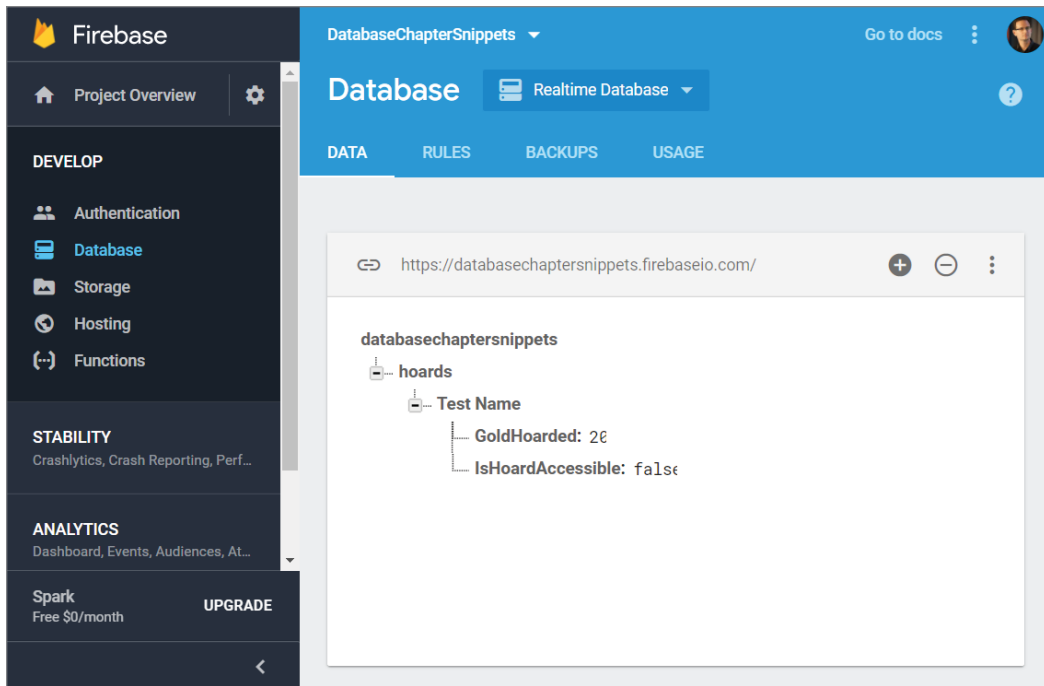 Firebase
Project Overview
DEVELOP
Authentication
Database
Storage
Hosting
Functions
STABILITY
Crashlytics, Crash Reporting, Perf...
ANALYTICS
Dashboard, Events, Audiences, At...
Spark
Free $0/month
UPGRADE
DatabaseChapterSnippets
Go to docs
Database
Realtime Database
DATA RULES BACKUPS USAGE
https://databasechaptersnippets.firebaseio.com/
databasechaptersnippets
hoards
Test Name
GoldHoarded: 20
IsHoardAccessible: false